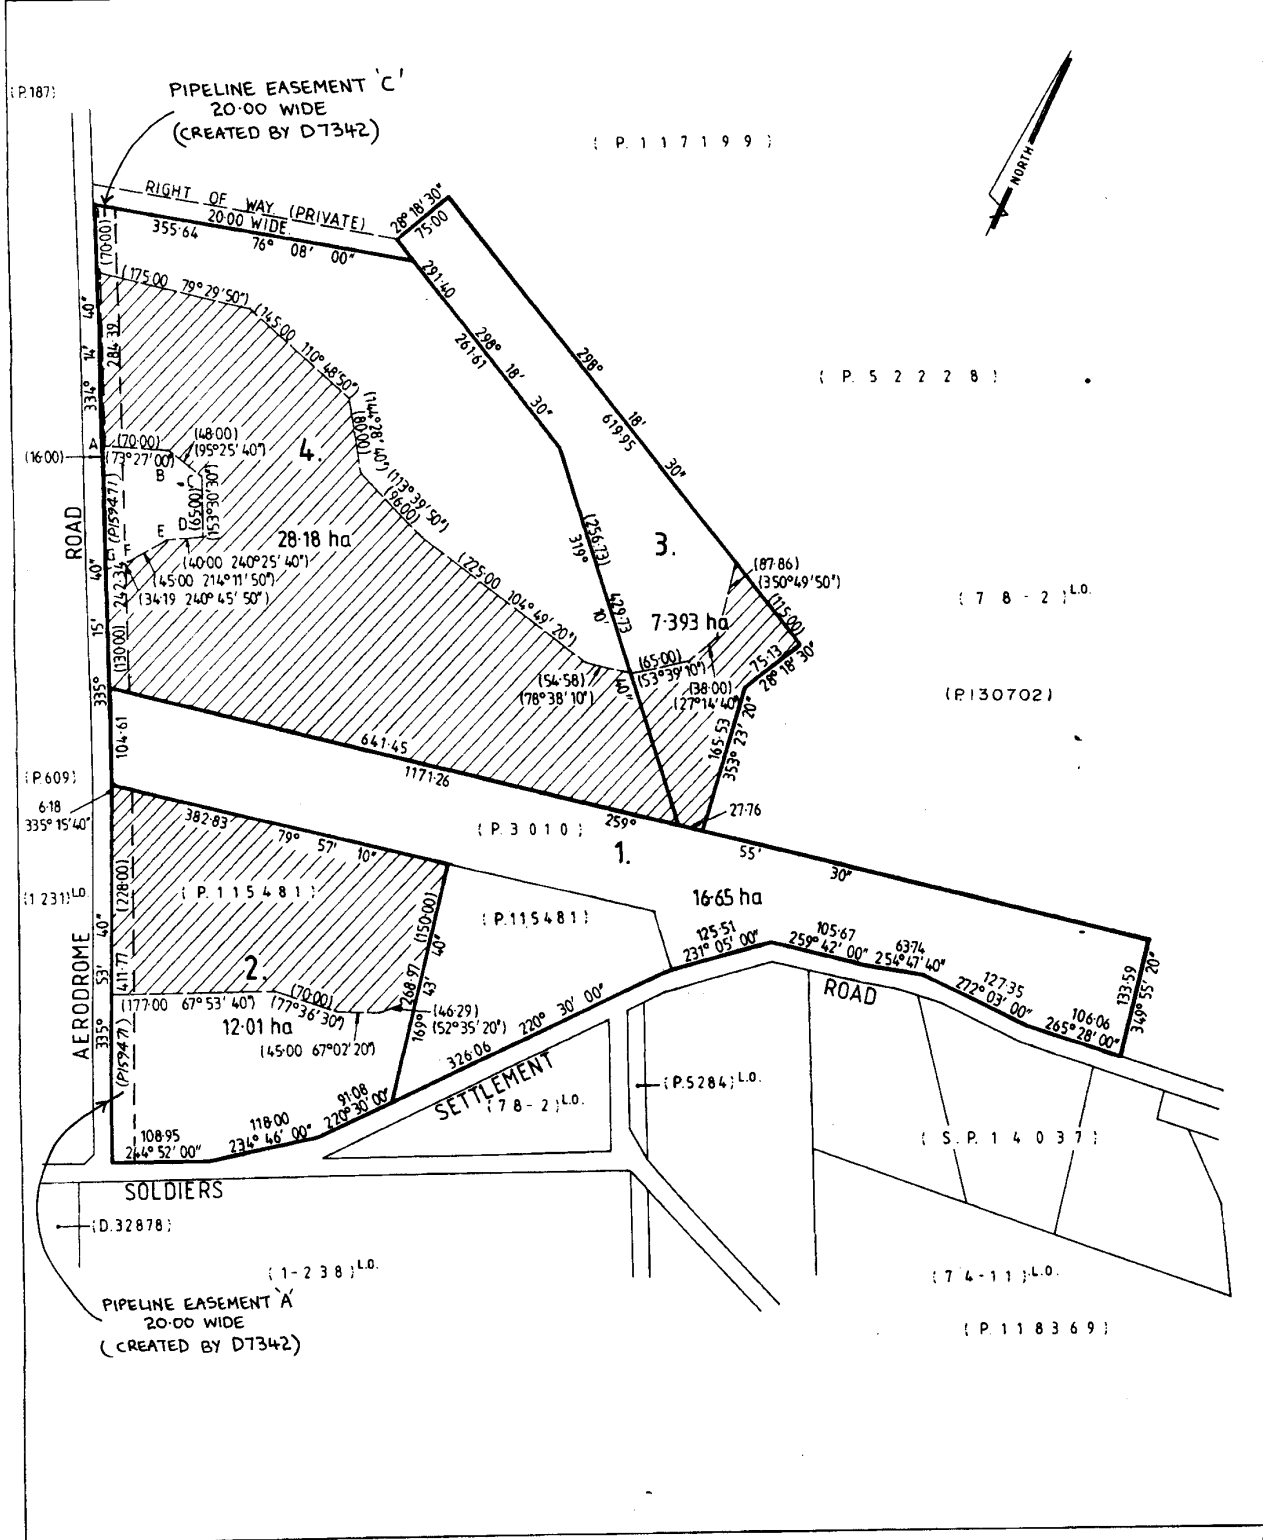 (P.187)
PIPELINE EASEMENT 'C'
20·00 WIDE
(CREATED BY D7342)
( P. 1 1 7 1 9 9 )
NORTH
RIGHT OF WAY (PRIVATE)
20·00 WIDE
355·64
76° 08' 00"
28° 18' 30"
75·00
(70·00)
(175·00 79° 29' 50")
(145·00 110° 48' 50")
291·40
298° 18' 30"
261·61
298° 18' 30"
619·95
( P. 5 2 2 2 8 )
334° 14' 40"
284·39
(144° 28' 40")
(80·00)
A
(70·00)
(73° 27' 00")
(48·00)
(95° 25' 40")
(16·00)
B
C
4.
(65·00)
(153° 30' 30")
(113° 39' 50")
(96·00)
(P159471)
D
E
F
G
28·18 ha
(40·00 240° 25' 40")
(45·00 214° 11' 50")
(34·19 240° 45' 50")
ROAD
335° 15' 40"
242·34
(130·00)
(225·00 104° 49' 20")
(256·73)
319° 10' 40"
429·73
3.
7·393 ha
(87·86)
(350° 49' 50")
(115·00)
( 7 8 - 2 ) L.O.
(54·58)
(78° 38' 10")
(65·00)
(53° 39' 10")
(38·00)
(27° 14' 40")
75·13
28° 18' 30"
(P.130702)
165·53
353° 23' 20"
104·61
641·45
1171·26
259° 55' 30"
27·76
(P.609)
6·18
335° 15' 40"
382·83
79° 57' 10"
( P. 3 0 1 0 )
1.
16·65 ha
(1 231) L.O.
(228·00)
( P. 1 1 5 4 8 1 )
(150·00)
(P.115481)
125·51
231° 05' 00"
105·67
259° 42' 00"
63·74
254° 47' 40"
127·35
272° 03' 00"
106·06
265° 28' 00"
133·59
349° 55' 20"
AERODROME
335° 53' 40"
411·77
2.
(177·00 67° 53' 40")
(70·00)
(77° 36' 30")
268·97
169° 43' 40"
(46·29)
(52° 35' 20")
12·01 ha
(45·00 67° 02' 20")
(P159471)
326·06
220° 30' 00"
ROAD
SETTLEMENT
91·08
220° 30' 00"
118·00
234° 46' 00"
108·95
244° 52' 00"
( 7 8 - 2 ) L.O.
(P.5284) L.O.
( S. P. 1 4 0 3 7 )
SOLDIERS
(D.32878)
( 1 - 2 3 8 ) L.O.
( 7 4 - 1 1 ) L.O.
PIPELINE EASEMENT 'A'
20·00 WIDE
(CREATED BY D7342)
( P. 1 1 8 3 6 9 )